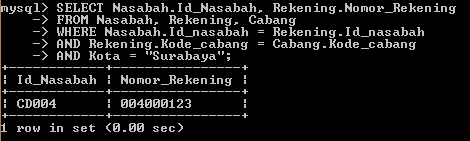 mysql> SELECT Nasabah.Id_Nasabah, Rekening.Nomor_Rekening
    -> FROM Nasabah, Rekening, Cabang
    -> WHERE Nasabah.Id_nasabah = Rekening.Id_nasabah
    -> AND Rekening.Kode_cabang = Cabang.Kode_cabang
    -> AND Kota = "Surabaya";
+------------+----------------+
| Id_Nasabah | Nomor_Rekening |
+------------+----------------+
| CD004      | 004000123      |
+------------+----------------+
1 row in set (0.00 sec)